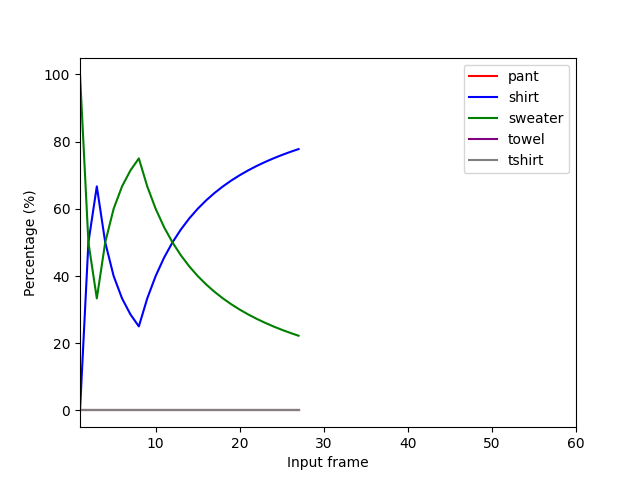 pant
shirt
sweater
towel
tshirt
Percentage (%)
100
80
60
40
20
0
10 20 30 40 50 60
Input frame